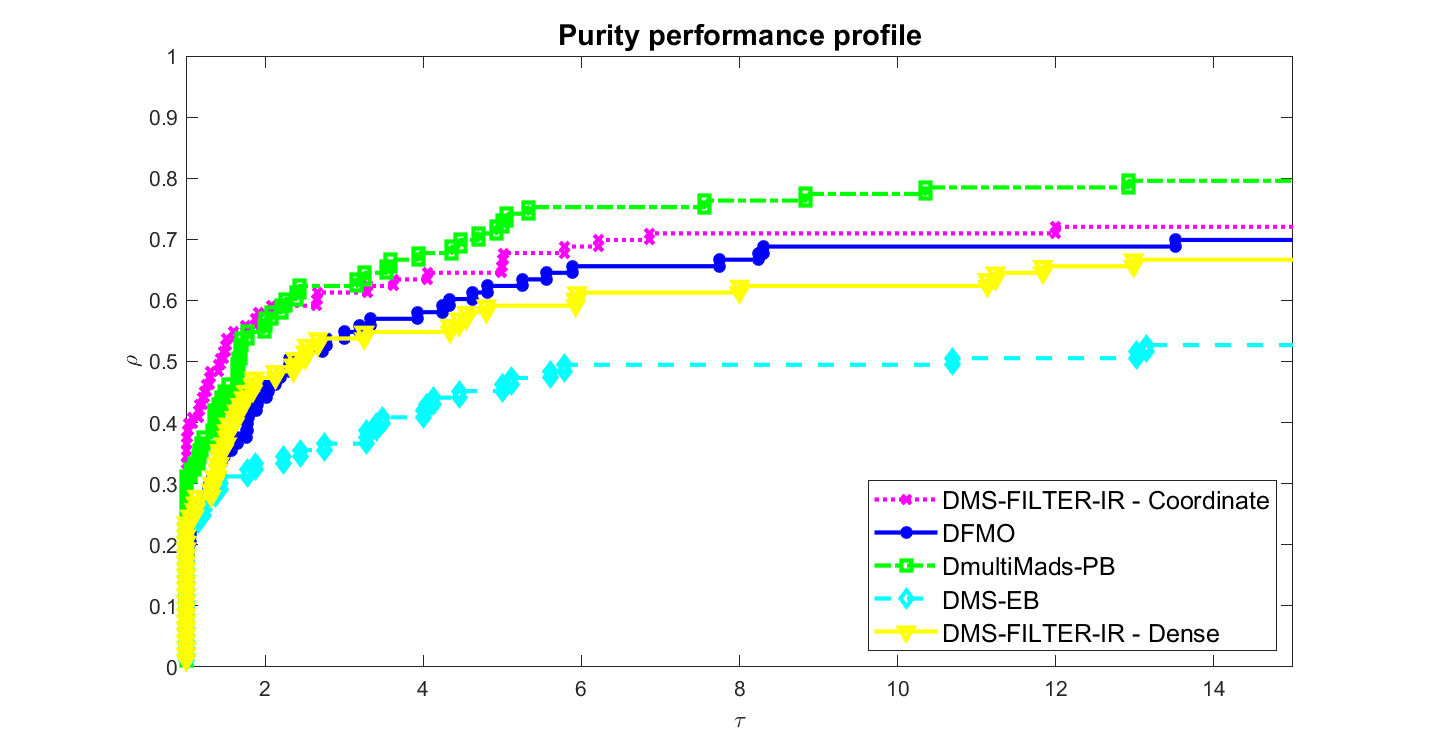 Purity performance profile
1
0.9
0.8
0.7
0.6
0.5
0.4
0.3
0.2
0.1
0
ρ
2 4 6 8 10 12 14
τ
DMS-FILTER-IR - Coordinate
DFMO
DmultiMads-PB
DMS-EB
DMS-FILTER-IR - Dense